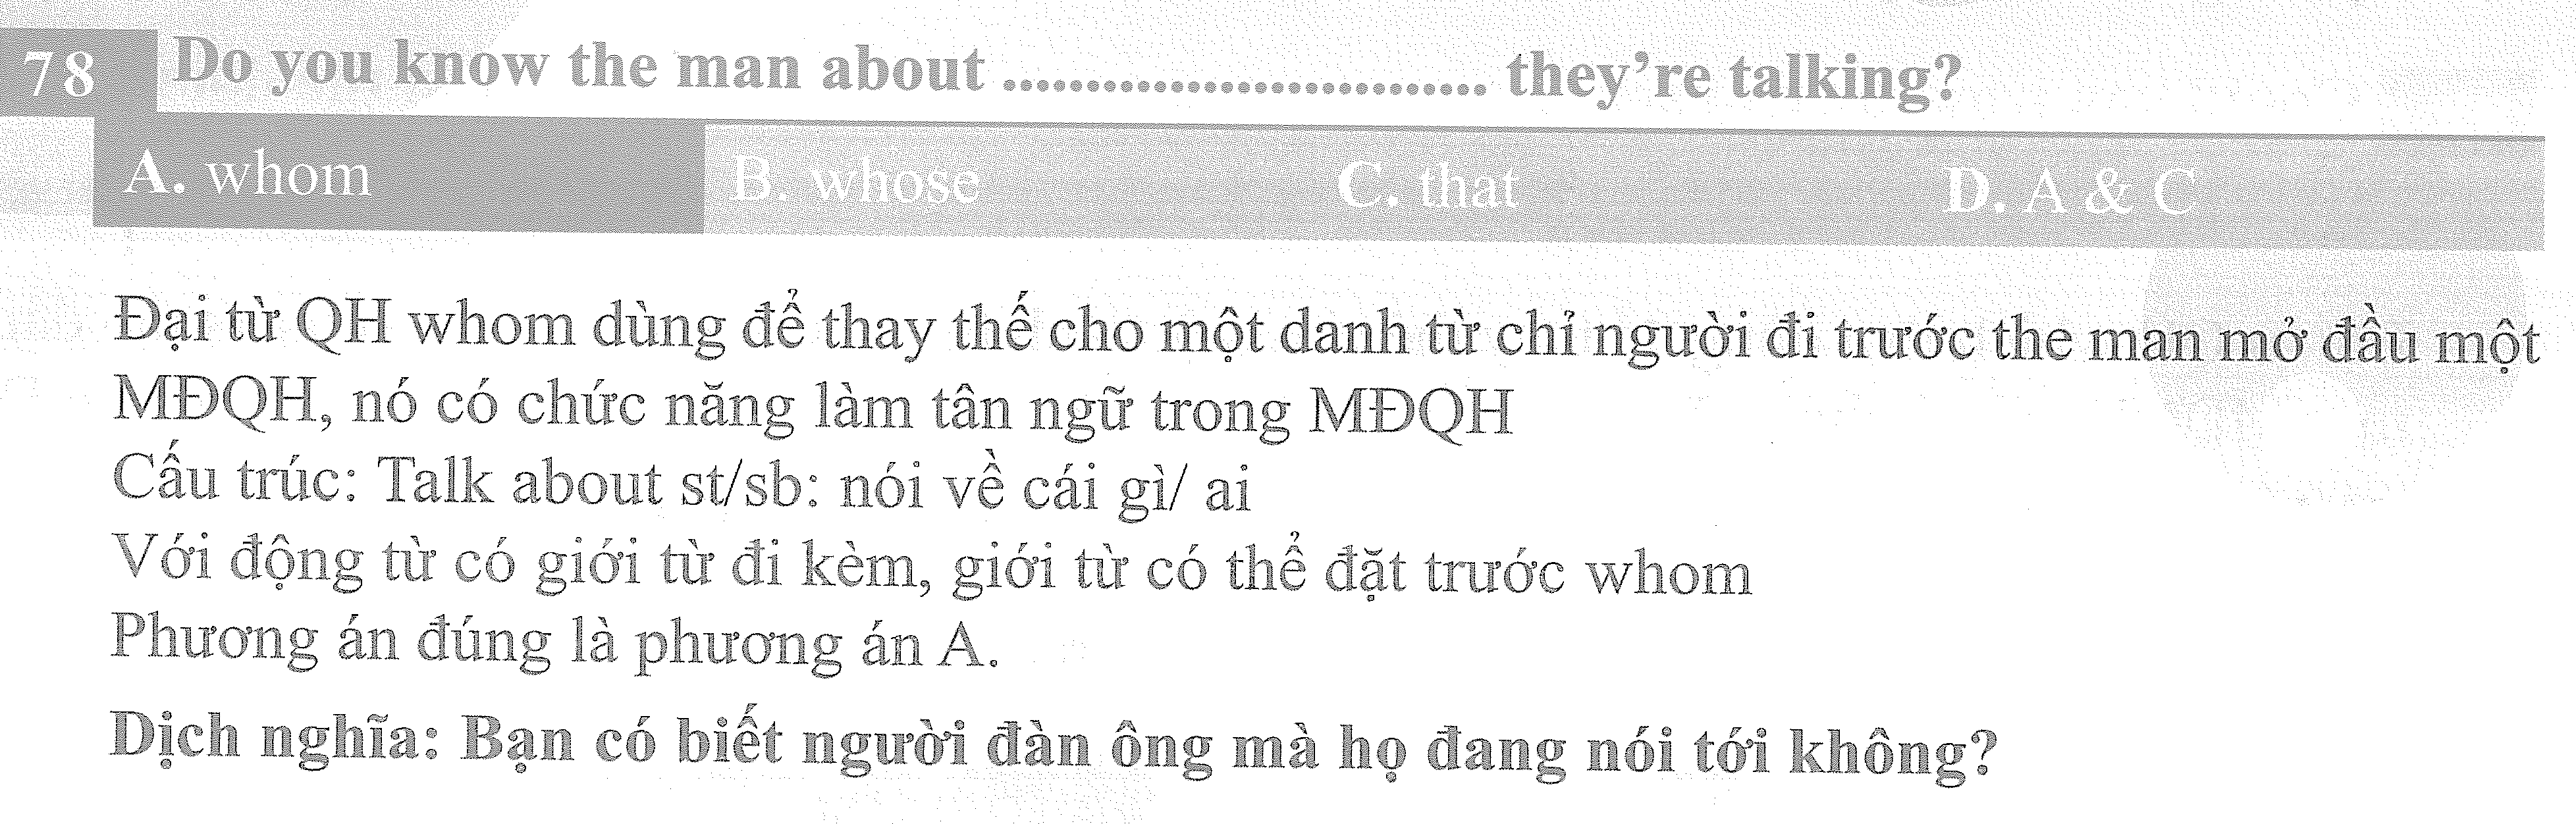 78 Do you know the man about ............................ they're talking?
A. whom B. whose C. that D. A & C
Đại từ QH whom dùng để thay thế cho một danh từ chỉ người đi trước the man mở đầu một
MĐQH, nó có chức năng làm tân ngữ trong MĐQH
Cấu trúc: Talk about st/sb: nói về cái gì/ ai
Với động từ có giới từ đi kèm, giới từ có thể đặt trước whom
Phương án đúng là phương án A.
Dịch nghĩa: Bạn có biết người đàn ông mà họ đang nói tới không?